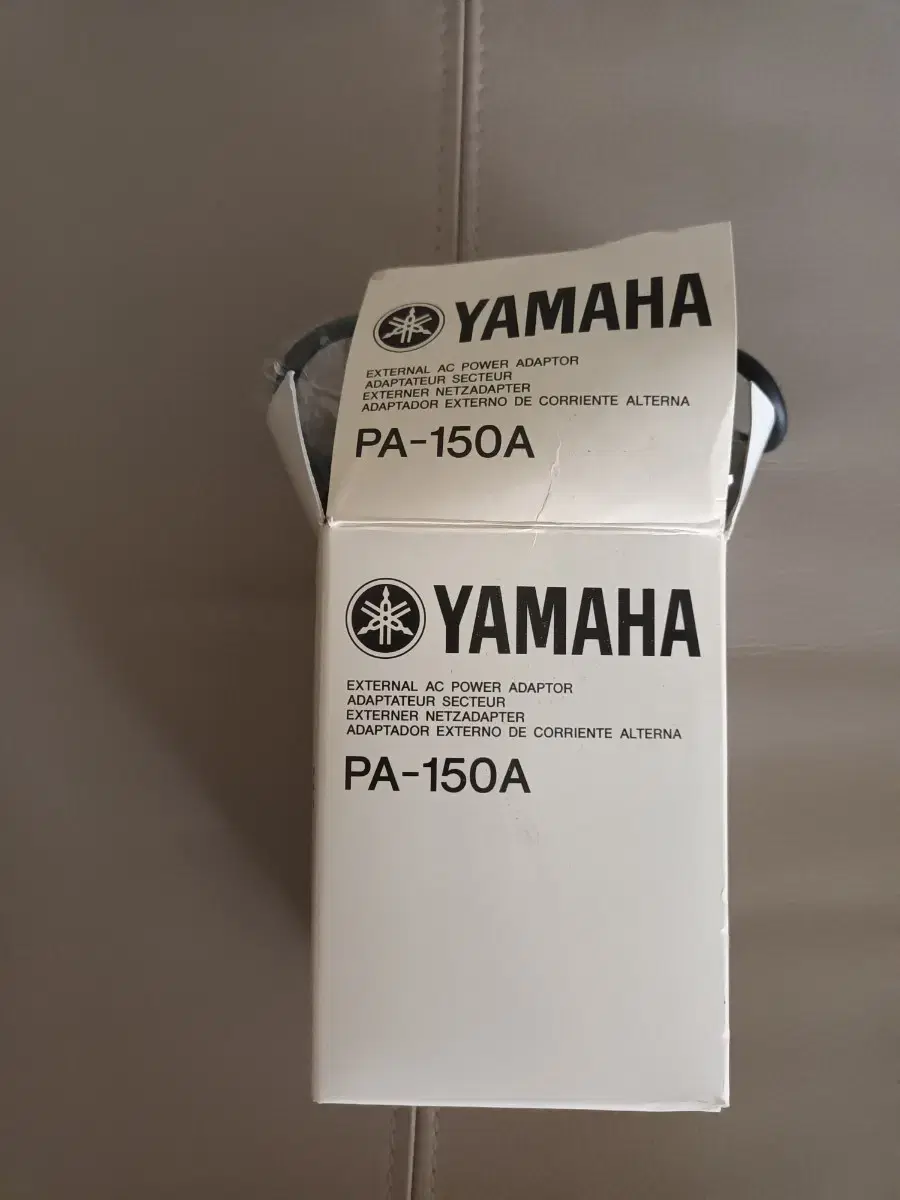 YAMAHA
EXTERNAL AC POWER ADAPTOR
ADAPTATEUR SECTEUR
EXTERNER NETZADAPTER
ADAPTADOR EXTERNO DE CORRIENTE ALTERNA
PA-150A
YAMAHA
EXTERNAL AC POWER ADAPTOR
ADAPTATEUR SECTEUR
EXTERNER NETZADAPTER
ADAPTADOR EXTERNO DE CORRIENTE ALTERNA
PA-150A